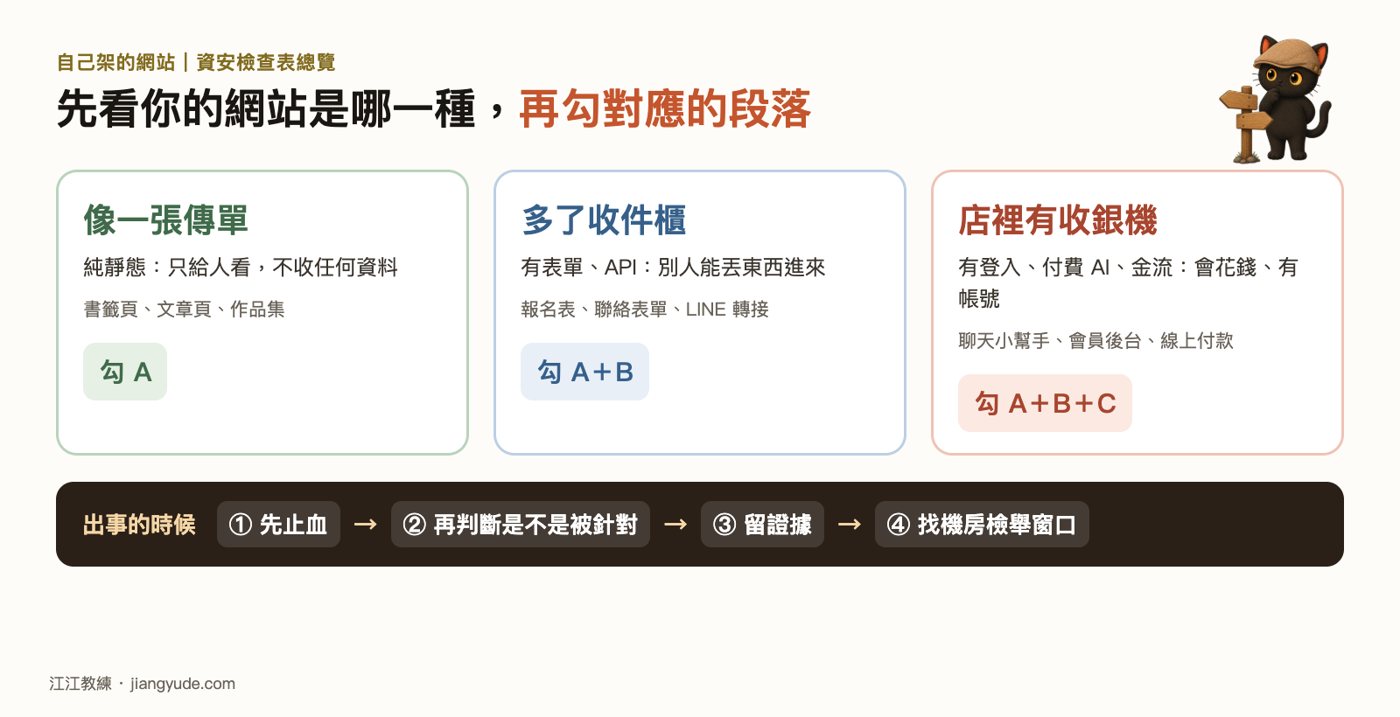 自己架的網站｜資安檢查表總覽
先看你的網站是哪一種，再勾對應的段落
像一張傳單
純靜態：只給人看，不收任何資料
書籤頁、文章頁、作品集
勾 A
多了收件櫃
有表單、API：別人能丟東西進來
報名表、聯絡表單、LINE 轉接
勾 A＋B
店裡有收銀機
有登入、付費 AI、金流：會花錢、有
帳號
聊天小幫手、會員後台、線上付款
勾 A＋B＋C
出事的時候 ① 先止血 → ② 再判斷是不是被針對 → ③ 留證據 → ④ 找機房檢舉窗口
江江教練 · jiangyude.com